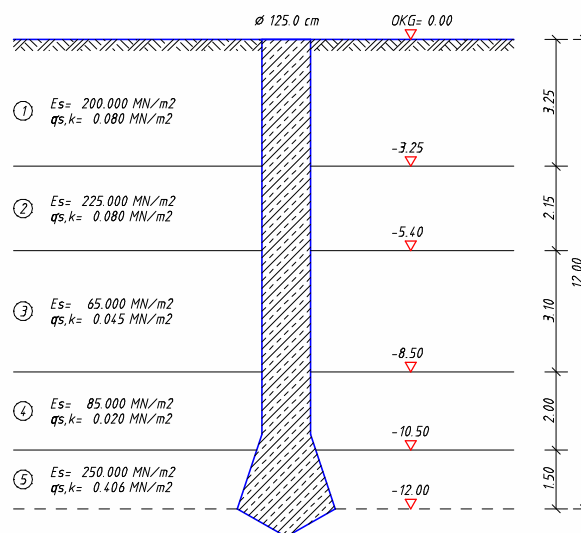 ø 125.0 cm
OKG= 0.00
1
Es= 200.000 MN/m2
qs,k= 0.080 MN/m2
3.25
-3.25
2
Es= 225.000 MN/m2
qs,k= 0.080 MN/m2
2.15
-5.40
12.00
3
Es= 65.000 MN/m2
qs,k= 0.045 MN/m2
3.10
-8.50
4
Es= 85.000 MN/m2
qs,k= 0.020 MN/m2
2.00
-10.50
5
Es= 250.000 MN/m2
qs,k= 0.406 MN/m2
1.50
-12.00